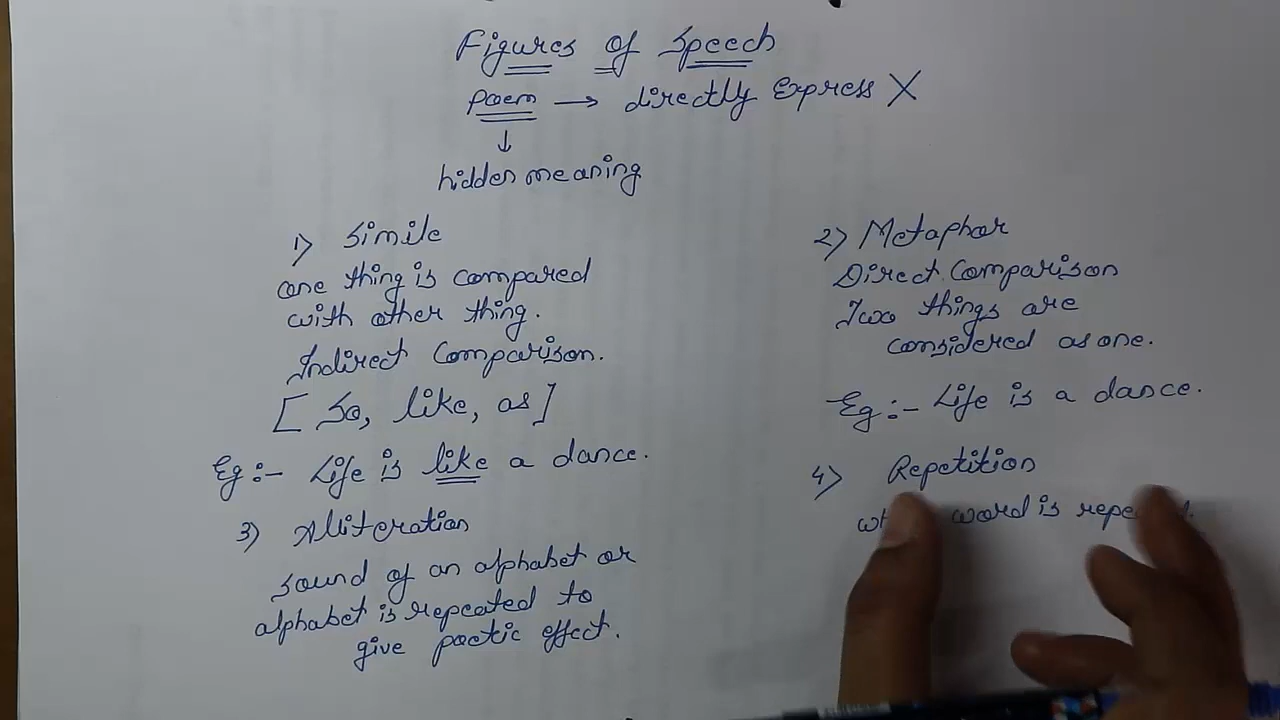 Figures of Speech
Poem → directly Express X
↓
hidden meaning
1) Simile
one thing is compared
with other thing.
Indirect Comparison.
[ So, like, as ]
Eg:- Life is like a dance.
2) Metaphor
Direct Comparison
Two things are
considered as one.
Eg:- Life is a dance.
3) Alliteration
sound of an alphabet or
alphabet is repeated to
give poetic effect.
4) Repetition
word is